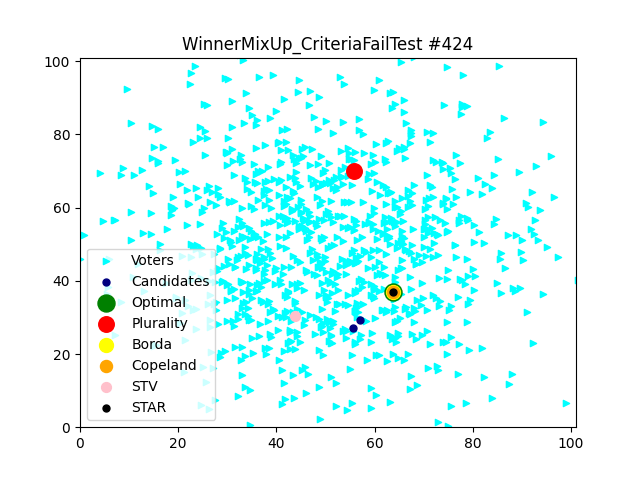 WinnerMixUp_CriteriaFailTest #424
100
80
60
40
20
0
Voters
Candidates
Optimal
Plurality
Borda
Copeland
STV
STAR
0 20 40 60 80 100